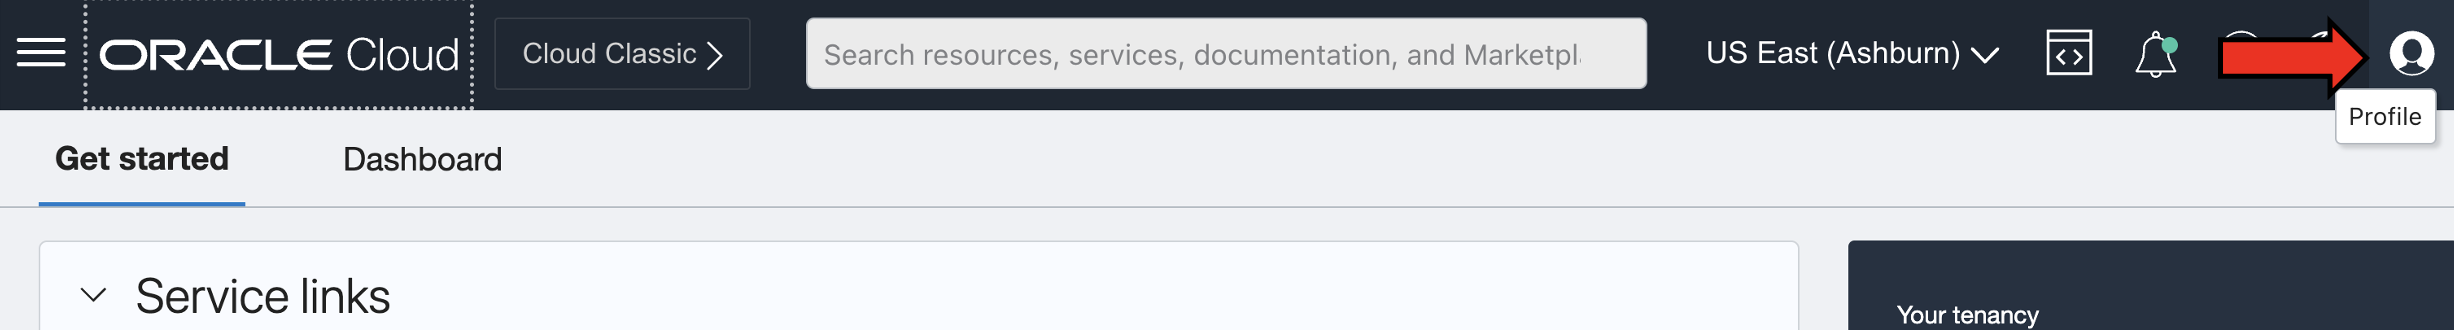 ORACLE Cloud
Cloud Classic
Search resources, services, documentation, and Marketpl
US East (Ashburn)
Profile
Get started
Dashboard
Service links
Your tenancy